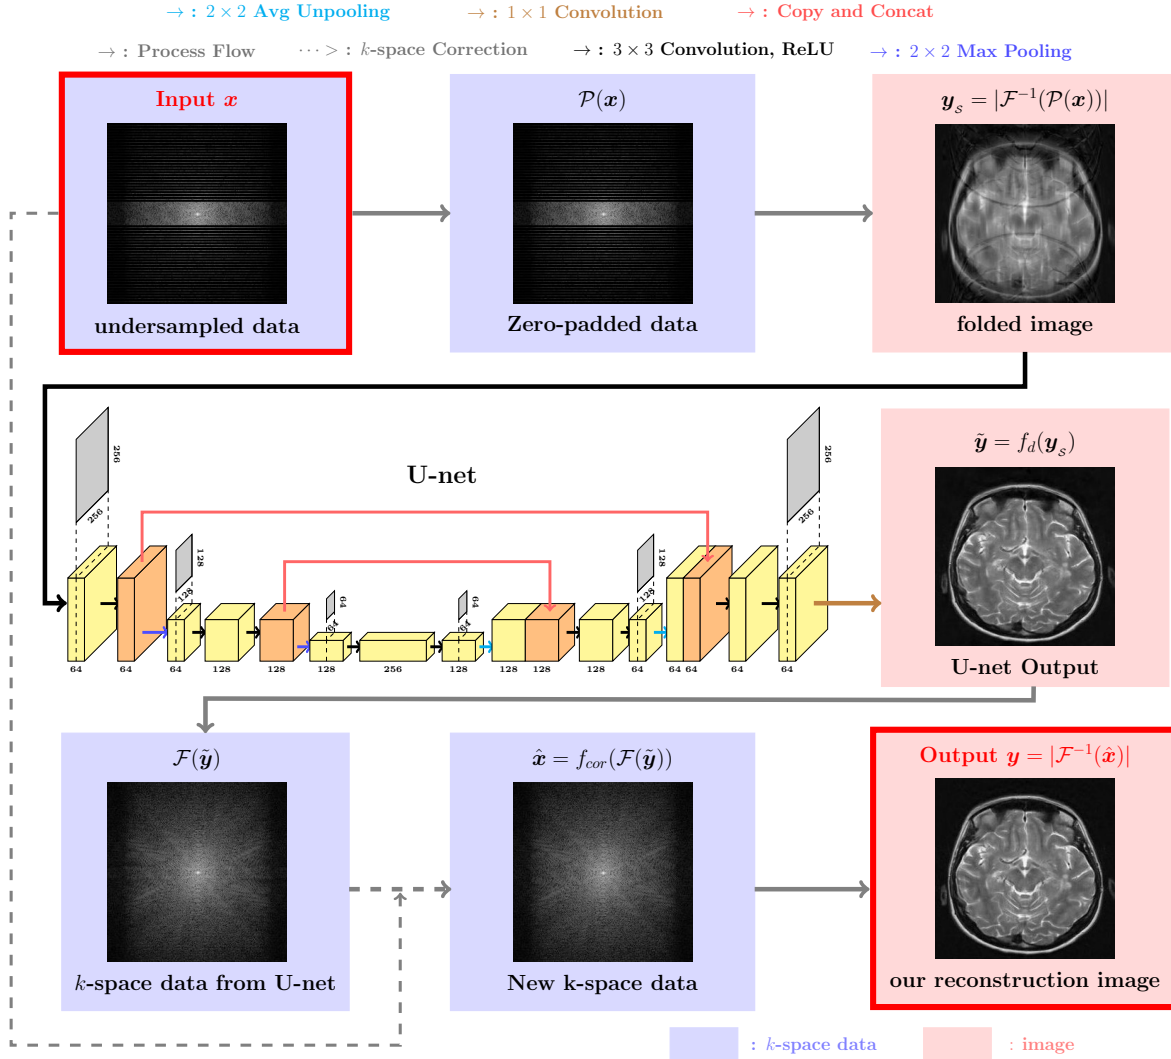 → : 2 × 2 Avg Unpooling → : 1 × 1 Convolution → : Copy and Concat
→ : Process Flow ···> : k-space Correction → : 3 × 3 Convolution, ReLU → : 2 × 2 Max Pooling
Input x
undersampled data
P(x)
Zero-padded data
y_S = |F⁻¹(P(x))|
folded image
U-net
256
256
128
128
64
64
64
64
128
128
256
256
64
64
64
128
128
128
256
128
128
128
128
64
64
64
64
64
ỹ = f_d(y_S)
U-net Output
F(ỹ)
k-space data from U-net
x̂ = f_cor(F(ỹ))
New k-space data
Output y = |F⁻¹(x̂)|
our reconstruction image
: k-space data : image